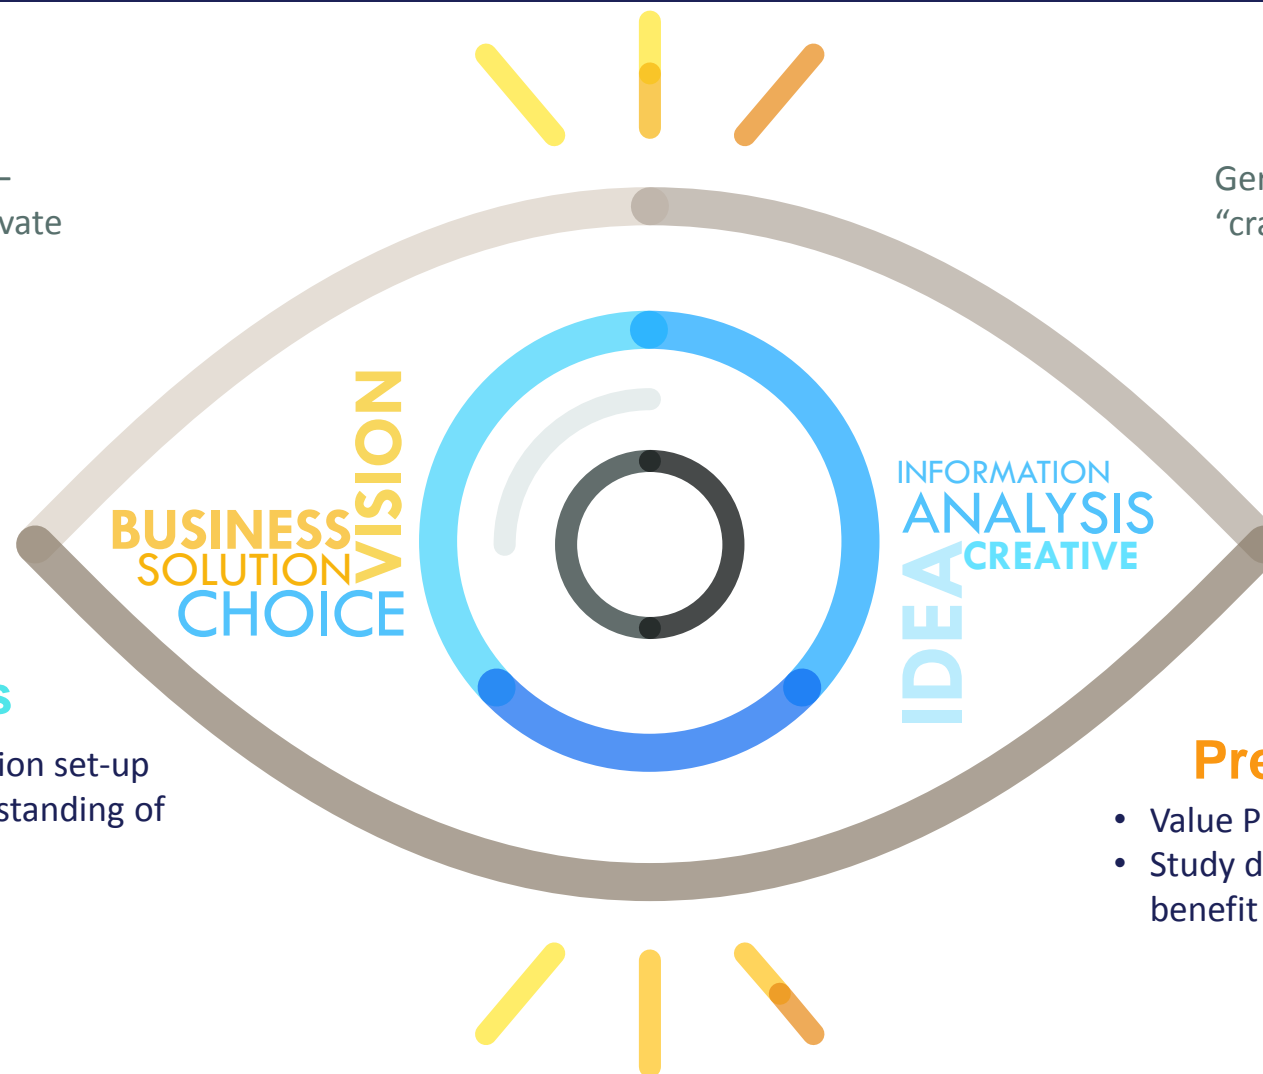 –
vate
Ger
“cra
VISION
BUSINESS
SOLUTION
CHOICE
INFORMATION
ANALYSIS
CREATIVE
IDEA
s
ion set-up
standing of
Pre
• Value P
• Study d
benefit